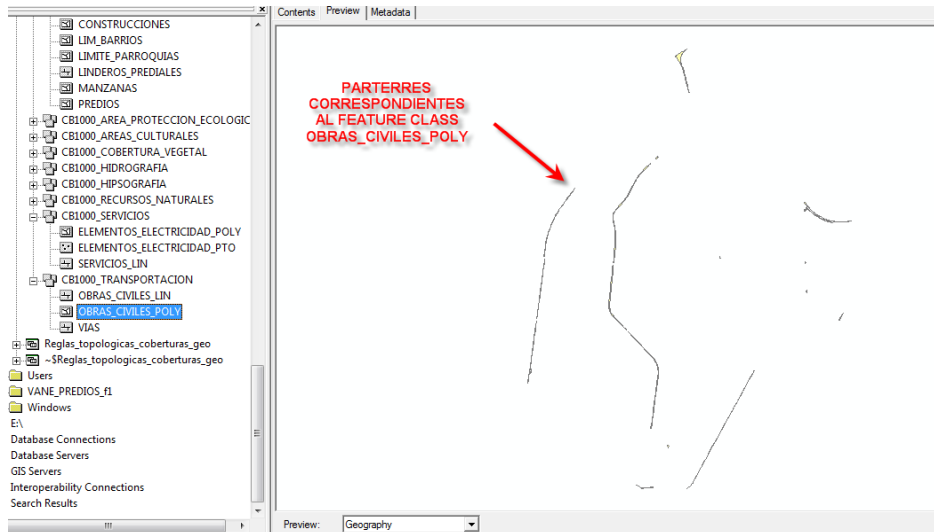 CONSTRUCCIONES
LIM_BARRIOS
LIMITE_PARROQUIAS
LINDEROS_PREDIALES
MANZANAS
PREDIOS
CB1000_AREA_PROTECCION_ECOLOGIC
CB1000_AREAS_CULTURALES
CB1000_COBERTURA_VEGETAL
CB1000_HIDROGRAFIA
CB1000_HIPSOGRAFIA
CB1000_RECURSOS_NATURALES
CB1000_SERVICIOS
ELEMENTOS_ELECTRICIDAD_POLY
ELEMENTOS_ELECTRICIDAD_PTO
SERVICIOS_LIN
CB1000_TRANSPORTACION
OBRAS_CIVILES_LIN
OBRAS_CIVILES_POLY
VIAS
Reglas_topologicas_coberturas_geo
~$Reglas_topologicas_coberturas_geo
Users
VANE_PREDIOS_f1
Windows
E:\
Database Connections
Database Servers
GIS Servers
Interoperability Connections
Search Results
Contents Preview Metadata
PARTERRES
CORRESPONDIENTES
AL FEATURE CLASS
OBRAS_CIVILES_POLY
Preview: Geography